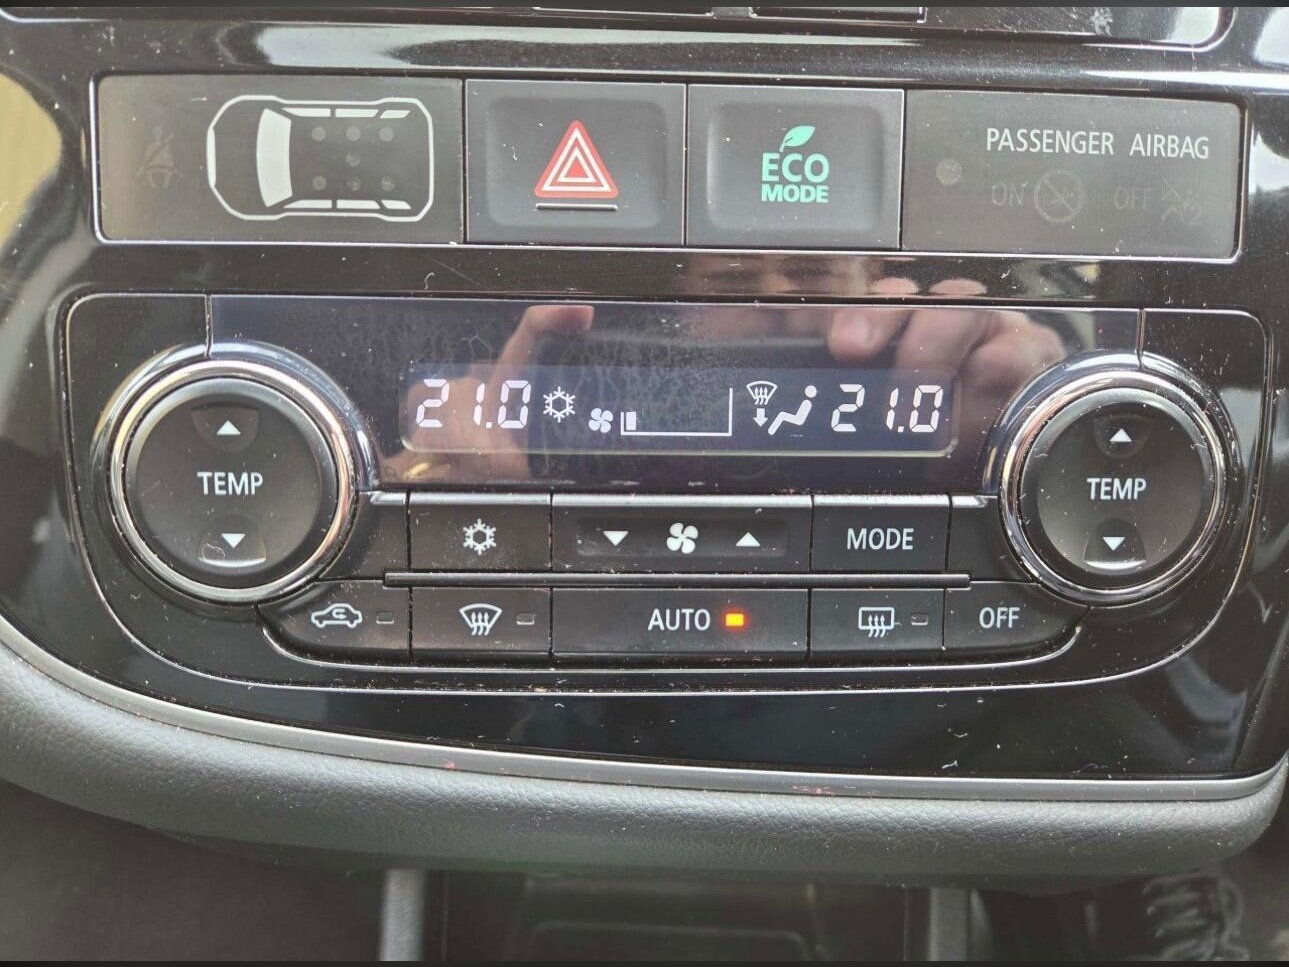 ECO
MODE
PASSENGER AIRBAG
ON OFF
21.0 21.0
TEMP
TEMP
MODE
AUTO
OFF